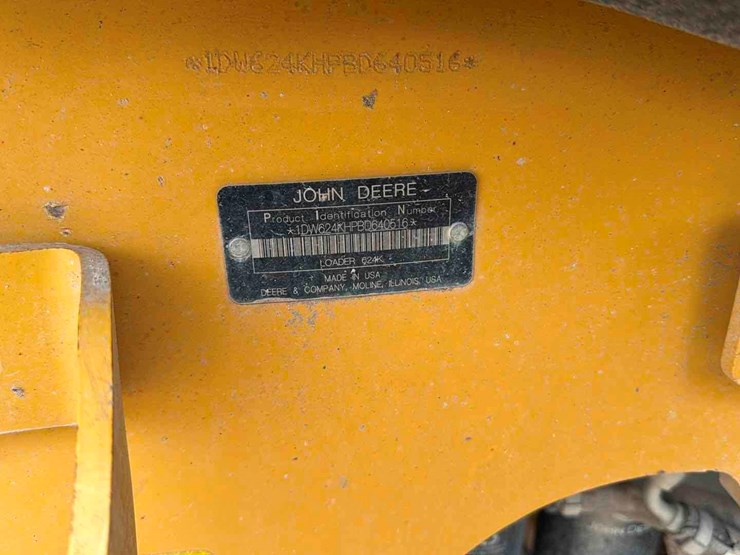 *1DW624KHPBD640516*
JOHN DEERE
Product Identification Number
*1DW624KHPBD640516*
LOADER 624K
MADE IN USA
DEERE & COMPANY, MOLINE, ILLINOIS, USA